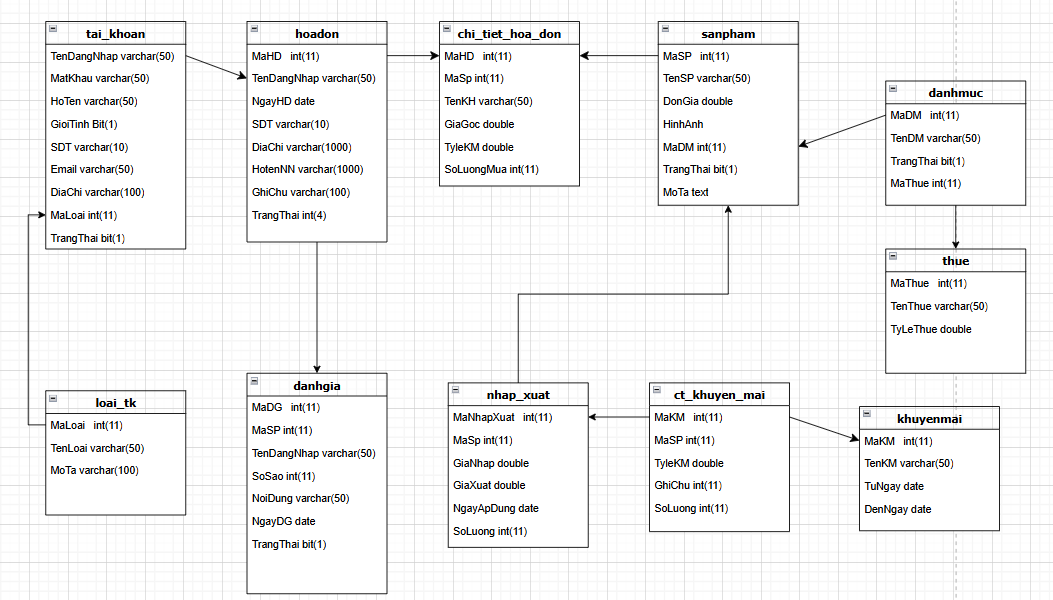 tai_khoan
TenDangNhap varchar(50)
MatKhau varchar(50)
HoTen varchar(50)
GioiTinh Bit(1)
SDT varchar(10)
Email varchar(50)
DiaChi varchar(100)
MaLoai int(11)
TrangThai bit(1)
hoadon
MaHD int(11)
TenDangNhap varchar(50)
NgayHD date
SDT varchar(10)
DiaChi varchar(1000)
HotenNN varchar(1000)
GhiChu varchar(100)
TrangThai int(4)
chi_tiet_hoa_don
MaHD int(11)
MaSp int(11)
TenKH varchar(50)
GiaGoc double
TyleKM double
SoLuongMua int(11)
sanpham
MaSP int(11)
TenSP varchar(50)
DonGia double
HinhAnh
MaDM int(11)
TrangThai bit(1)
MoTa text
danhmuc
MaDM int(11)
TenDM varchar(50)
TrangThai bit(1)
MaThue int(11)
thue
MaThue int(11)
TenThue varchar(50)
TyLeThue double
loai_tk
MaLoai int(11)
TenLoai varchar(50)
MoTa varchar(100)
danhgia
MaDG int(11)
MaSP int(11)
TenDangNhap varchar(50)
SoSao int(11)
NoiDung varchar(50)
NgayDG date
TrangThai bit(1)
nhap_xuat
MaNhapXuat int(11)
MaSp int(11)
GiaNhap double
GiaXuat double
NgayApDung date
SoLuong int(11)
ct_khuyen_mai
MaKM int(11)
MaSP int(11)
TyleKM double
GhiChu int(11)
SoLuong int(11)
khuyenmai
MaKM int(11)
TenKM varchar(50)
TuNgay date
DenNgay date